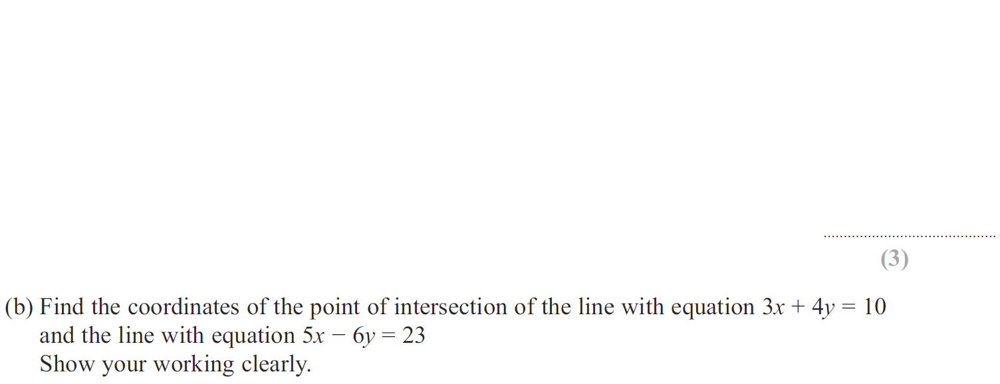 (3)
(b) Find the coordinates of the point of intersection of the line with equation 3x + 4y = 10
and the line with equation 5x − 6y = 23
Show your working clearly.